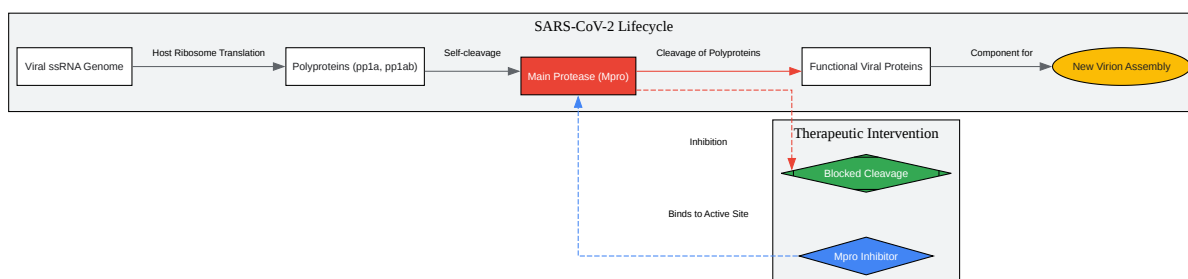 SARS-CoV-2 Lifecycle
Viral ssRNA Genome
Host Ribosome Translation
Polyproteins (pp1a, pp1ab)
Self-cleavage
Main Protease (Mpro)
Cleavage of Polyproteins
Functional Viral Proteins
Component for
New Virion Assembly
Therapeutic Intervention
Inhibition
Blocked Cleavage
Binds to Active Site
Mpro Inhibitor